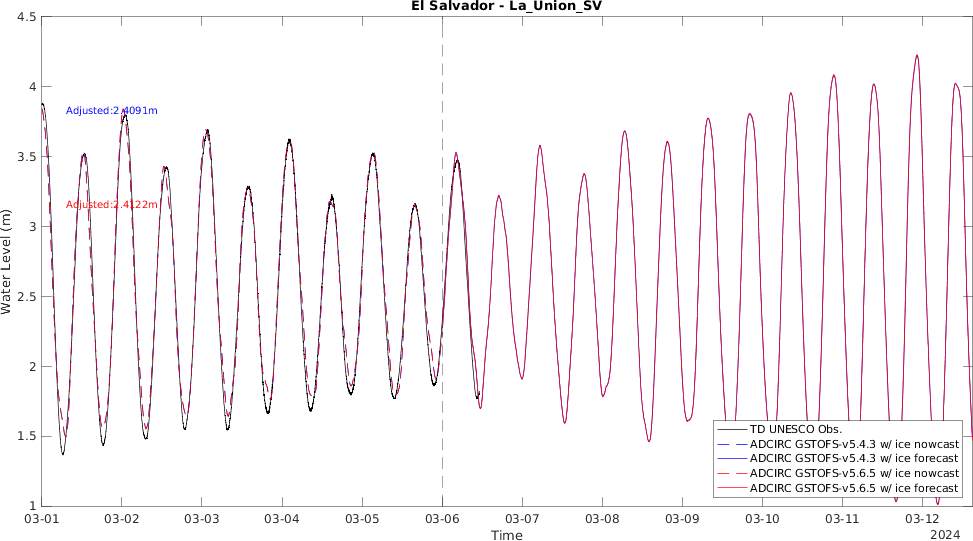 El Salvador - La_Union_SV
4.5
4
3.5
3
2.5
2
1.5
1
Water Level (m)
Adjusted:2.4091m
Adjusted:2.4122m
TD UNESCO Obs.
ADCIRC GSTOFS-v5.4.3 w/ ice nowcast
ADCIRC GSTOFS-v5.4.3 w/ ice forecast
ADCIRC GSTOFS-v5.6.5 w/ ice nowcast
ADCIRC GSTOFS-v5.6.5 w/ ice forecast
03-01 03-02 03-03 03-04 03-05 03-06 03-07 03-08 03-09 03-10 03-11 03-12
Time
2024